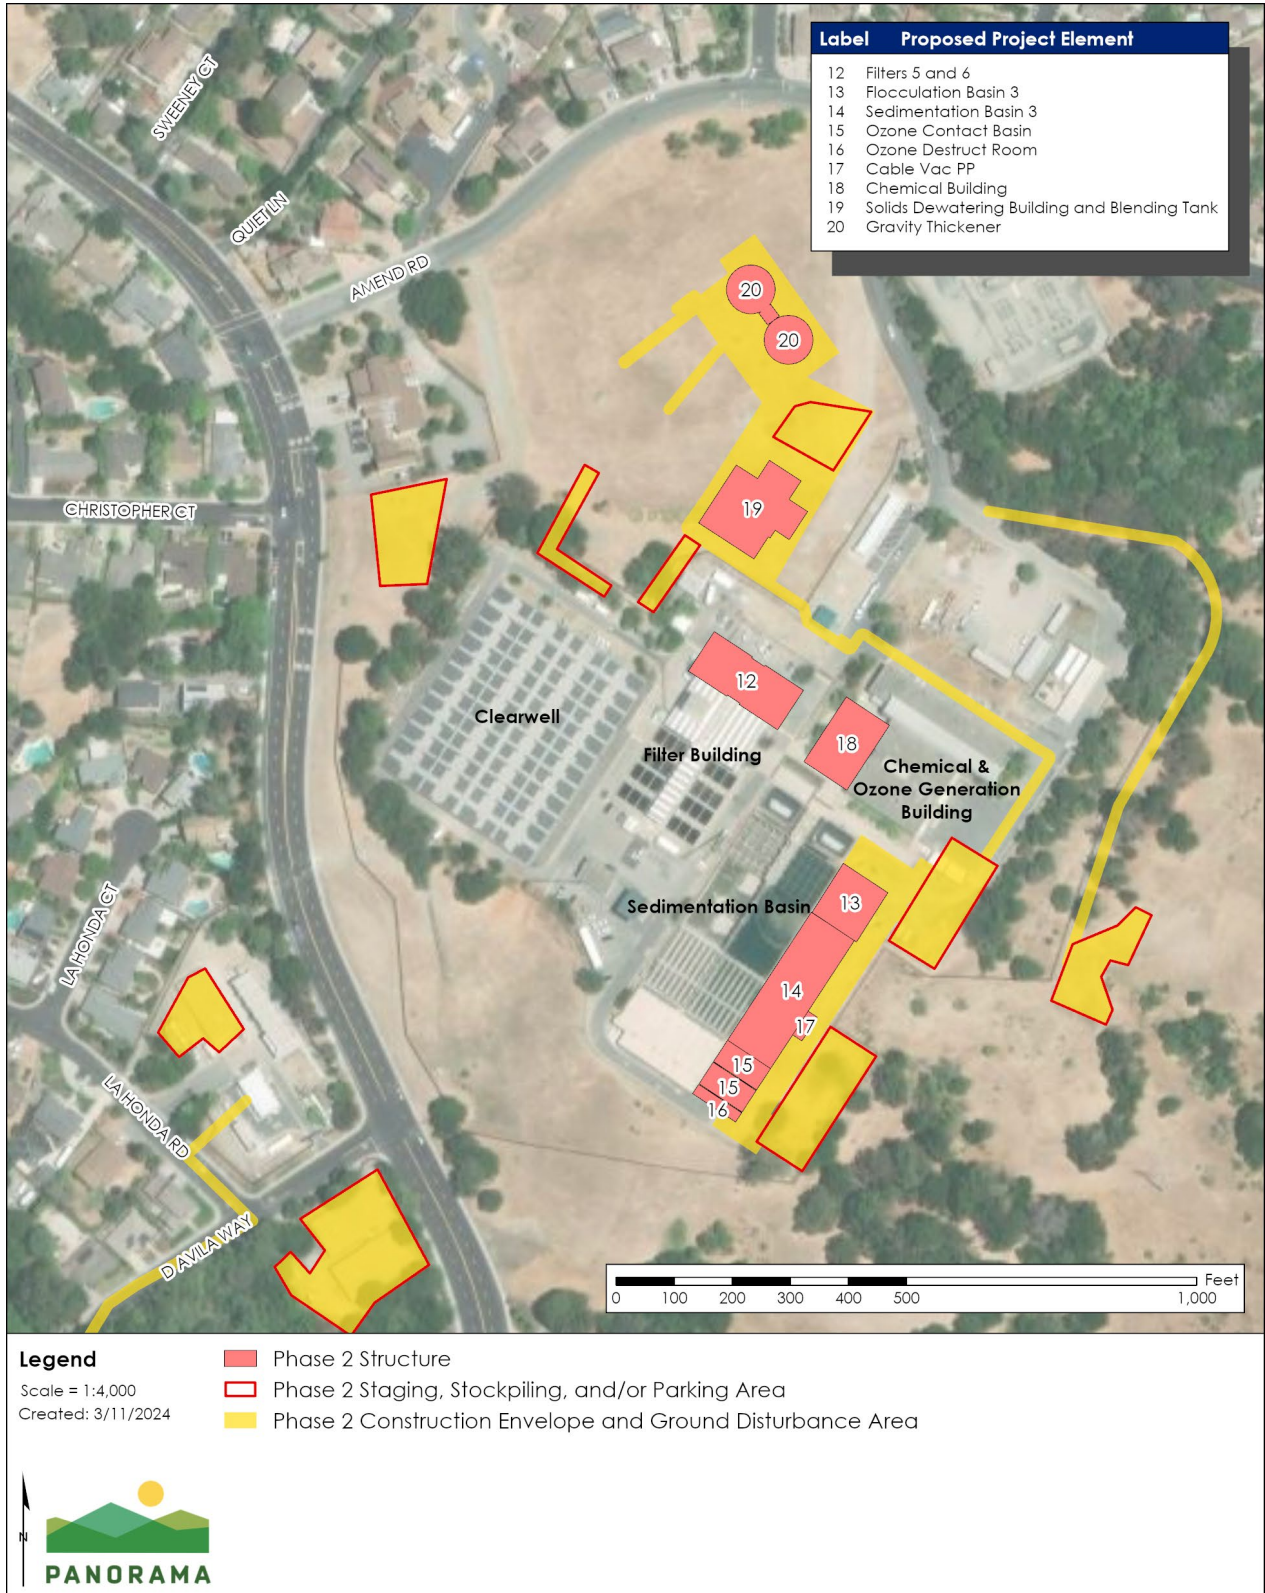 Label Proposed Project Element
12 Filters 5 and 6
13 Flocculation Basin 3
14 Sedimentation Basin 3
15 Ozone Contact Basin
16 Ozone Destruct Room
17 Cable Vac PP
18 Chemical Building
19 Solids Dewatering Building and Blending Tank
20 Gravity Thickener
SWEENEY CT
QUIET LN
AMEND RD
20
20
CHRISTOPHER CT
19
12
Clearwell
18
Filter Building
Chemical &
Ozone Generation
Building
13
Sedimentation Basin
LA HONDA CT
14
17
15
15
16
LA HONDA RD
D AVILA WAY
Feet
0 100 200 300 400 500 1,000
Legend
Scale = 1:4,000
Created: 3/11/2024
Phase 2 Structure
Phase 2 Staging, Stockpiling, and/or Parking Area
Phase 2 Construction Envelope and Ground Disturbance Area
N
PANORAMA